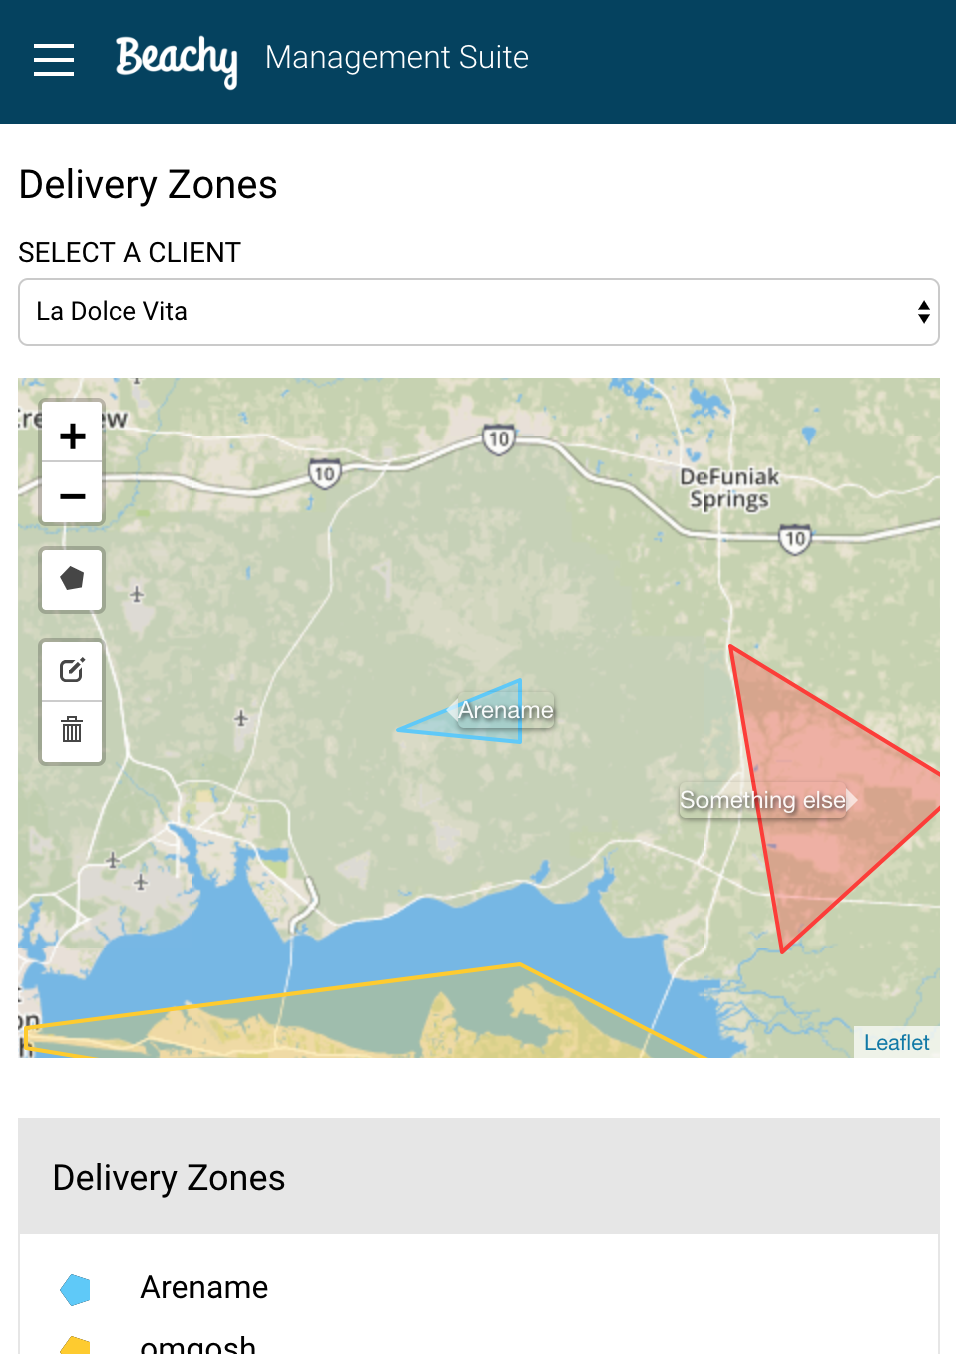 Beachy Management Suite
Delivery Zones
SELECT A CLIENT
La Dolce Vita
+
10
10
DeFuniak
Springs
10
−
Arename
Something else
Leaflet
Delivery Zones
Arename
omgosh